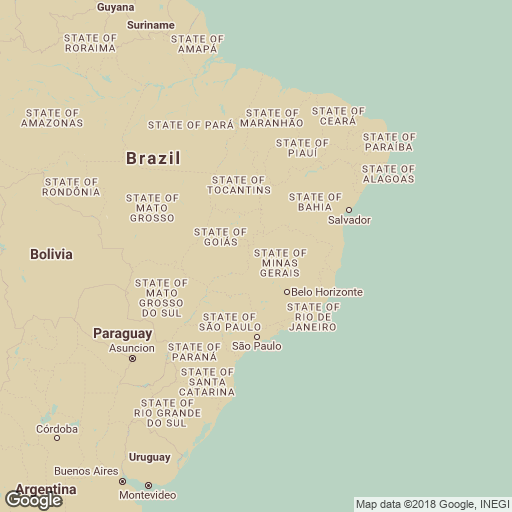 Guyana
Suriname
STATE OF
RORAIMA
STATE OF
AMAPÁ
STATE OF
AMAZONAS
STATE OF PARÁ
STATE OF
MARANHÃO
STATE OF
CEARÁ
STATE OF
PIAUÍ
STATE OF
PARAÍBA
Brazil
STATE OF
ALAGOAS
STATE OF
RONDÔNIA
STATE OF
MATO
GROSSO
STATE OF
TOCANTINS
STATE OF
BAHIA
Salvador
STATE OF
GOIÁS
Bolivia
STATE OF
MINAS
GERAIS
STATE OF
MATO
GROSSO
DO SUL
Belo Horizonte
STATE OF
RIO DE
JANEIRO
STATE OF
SÃO PAULO
São Paulo
Paraguay
Asuncion
STATE OF
PARANÁ
STATE OF
SANTA
CATARINA
STATE OF
RIO GRANDE
DO SUL
Córdoba
Uruguay
Buenos Aires
Montevideo
Argentina
Google
Map data ©2018 Google, INEGI